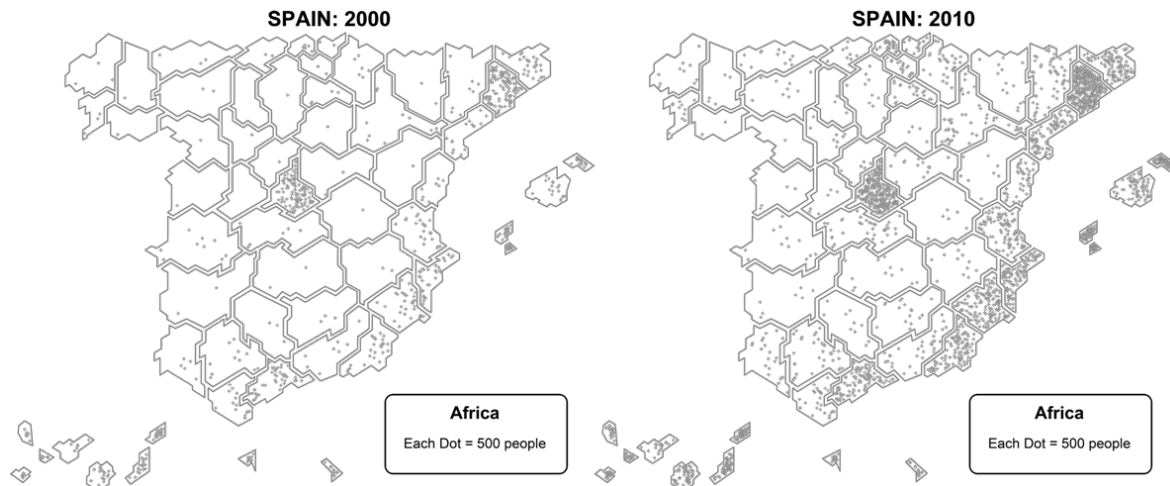 SPAIN: 2000
SPAIN: 2010
Africa
Each Dot = 500 people
Africa
Each Dot = 500 people